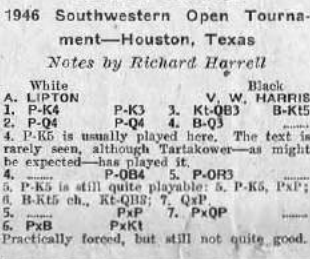 1946 Southwestern Open Tourna-
ment—Houston, Texas
Notes by Richard Harrell
White Black
A. LIPTON V. W. HARRIS
1. P-K4 P-K3 3. Kt-QB3 B-Kt5
2. P-Q4 P-Q4 4. B-Q3 ........
4. P-K5 is usually played here. The text is
rarely seen, although Tartakower—as might
be expected—has played it.
4. ........ P-QB4 5. P-QR3 ........
5. P-K5 is still quite playable: 5. P-K5, PxP;
6. B-Kt5 ch., Kt-QB3; 7. QxP.
5. ........ PxP 7. PxQP ........
6. PxB PxKt
Practically forced, but still not quite good.